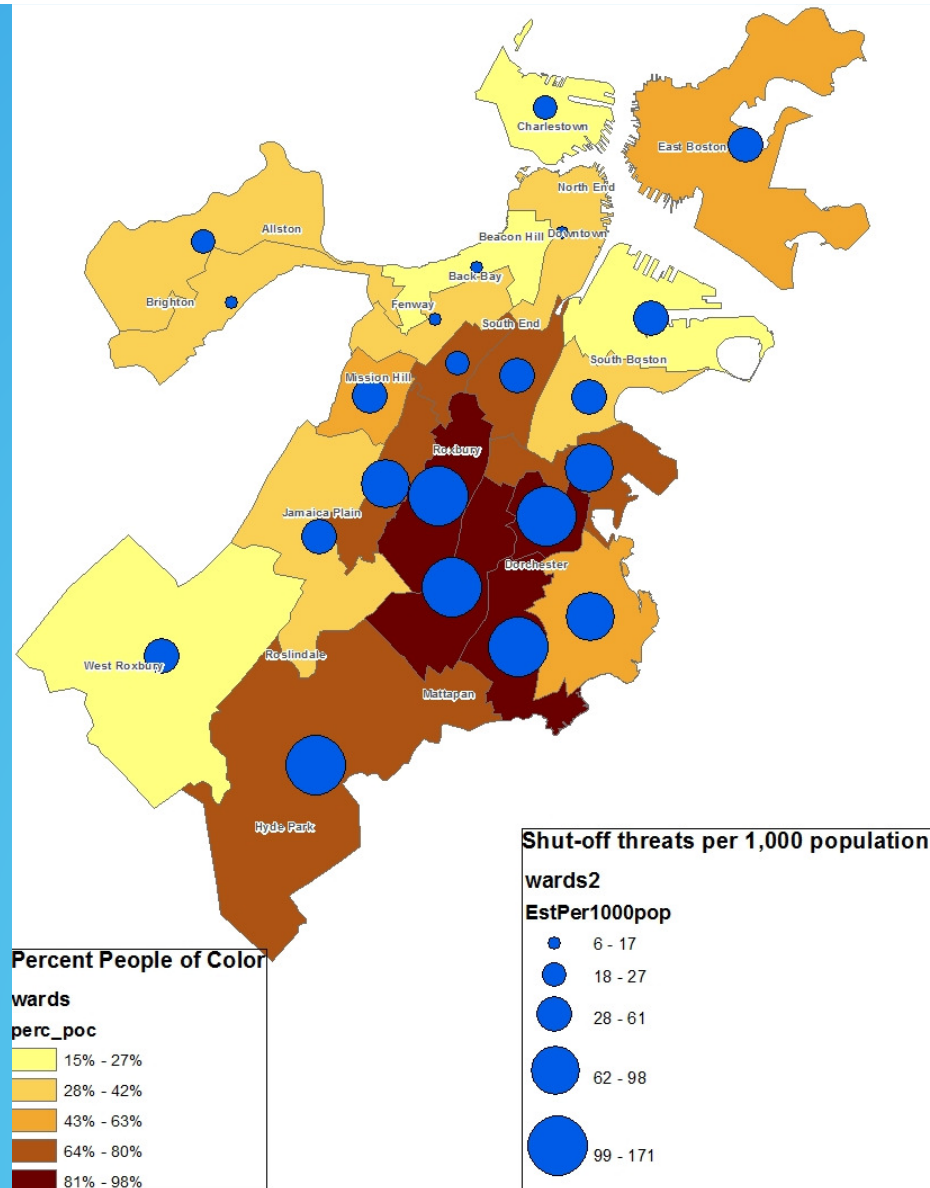 Charlestown
East Boston
North End
Allston
Beacon Hill
Downtown
Back Bay
Brighton
Fenway
South End
South Boston
Mission Hill
Roxbury
Jamaica Plain
Dorchester
Roslindale
West Roxbury
Mattapan
Hyde Park
Shut-off threats per 1,000 population
wards2
EstPer1000pop
6 - 17
18 - 27
28 - 61
62 - 98
99 - 171
Percent People of Color
wards
perc_poc
15% - 27%
28% - 42%
43% - 63%
64% - 80%
81% - 98%